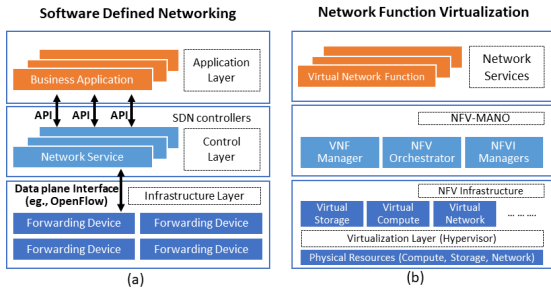 Software Defined Networking
Business Application
Application
Layer
API
API
API
SDN controllers
Network Service
Control
Layer
Data plane Interface
(eg., OpenFlow)
Infrastructure Layer
Forwarding Device
Forwarding Device
Forwarding Device
Forwarding Device
(a)
Network Function Virtualization
Virtual Network Function
Network
Services
NFV-MANO
VNF
Manager
NFV
Orchestrator
NFVI
Managers
NFV Infrastructure
Virtual
Storage
Virtual
Compute
Virtual
Network
... ... ....
Virtualization Layer (Hypervisor)
Physical Resources (Compute, Storage, Network)
(b)